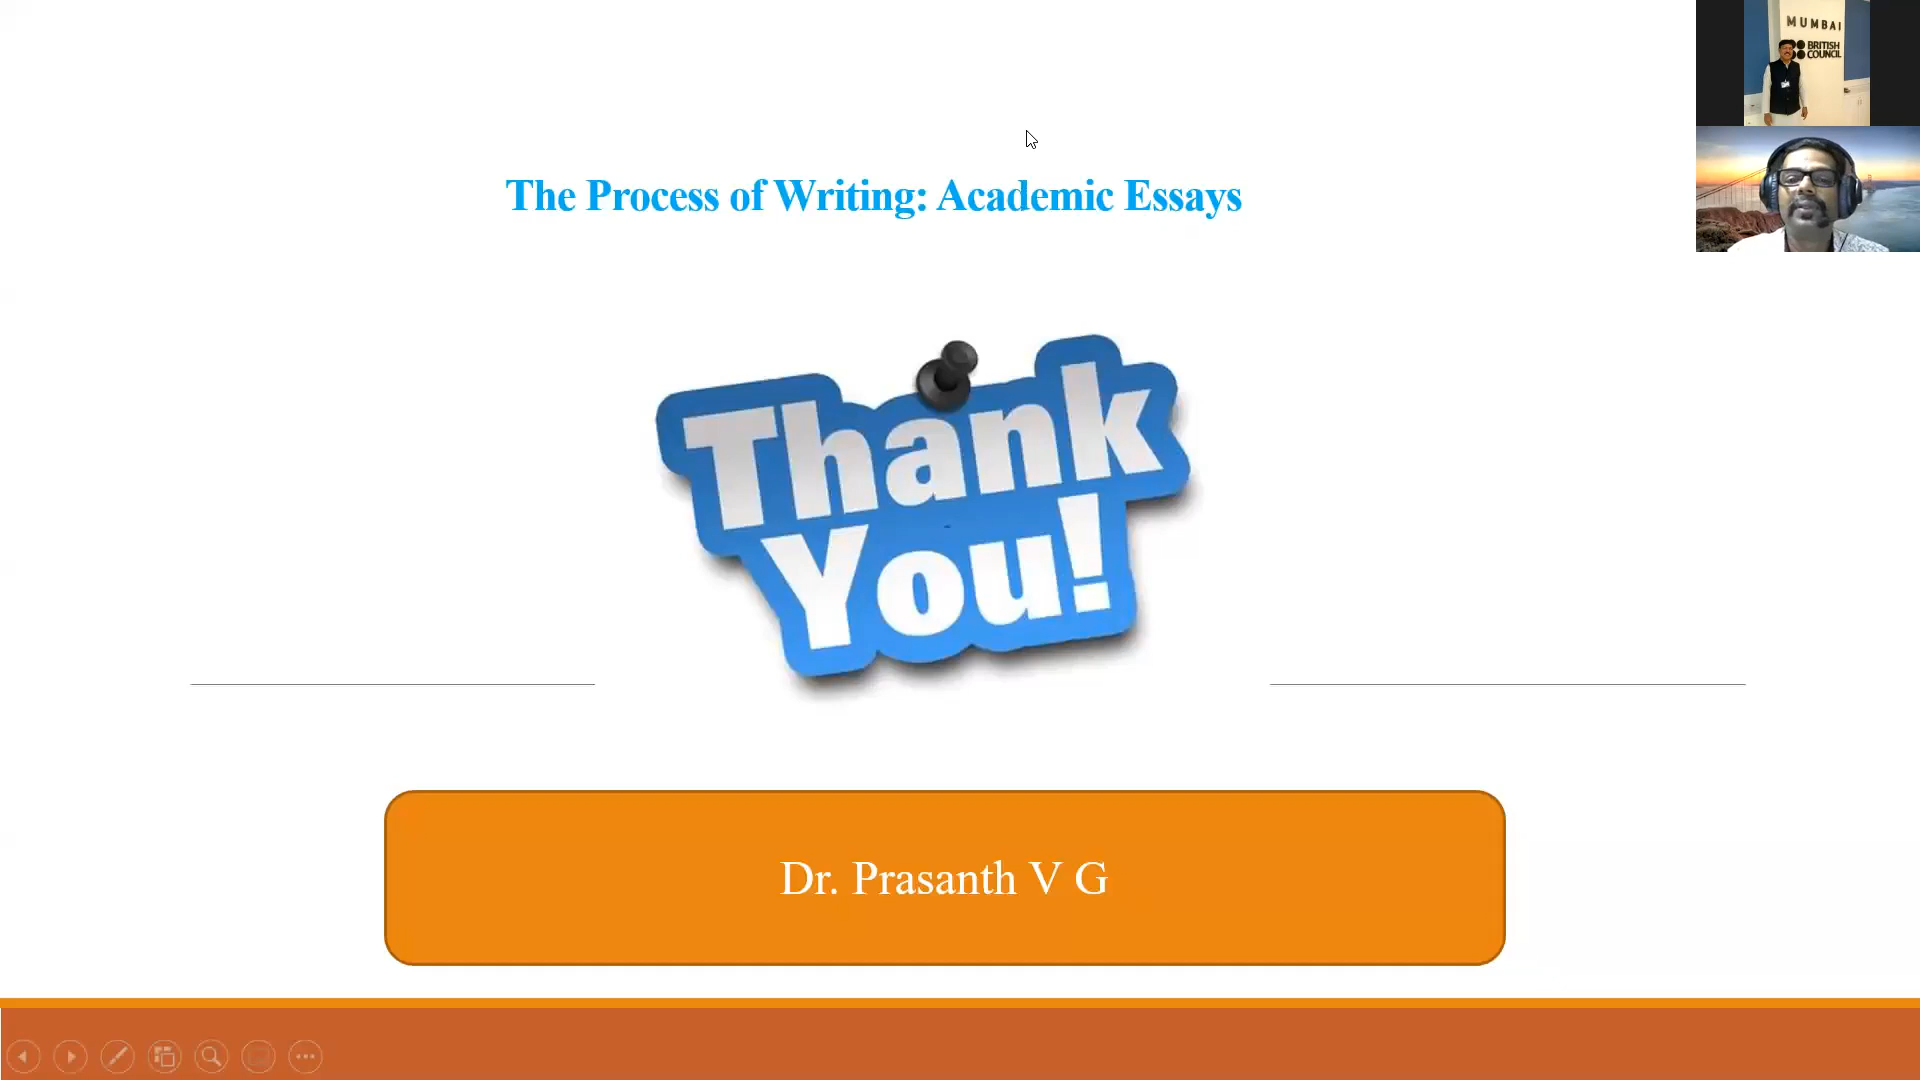 MUMBAI
BRITISH
COUNCIL
The Process of Writing: Academic Essays
Thank
You!
Dr. Prasanth V G